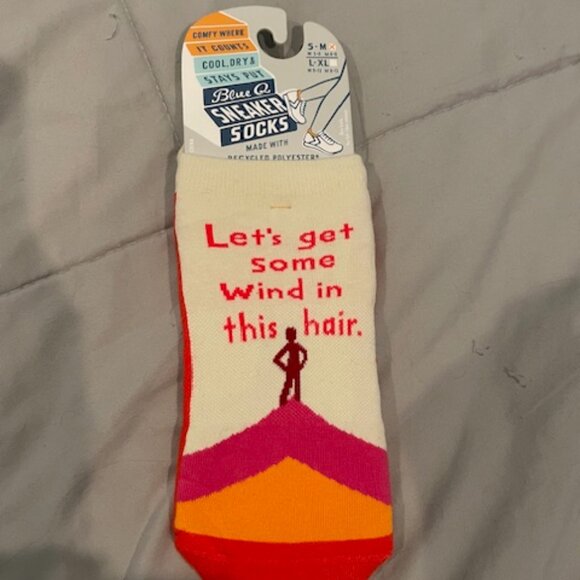 COMFY WHERE
IT COUNTS
COOL, DRY &
STAYS PUT
Blue Q
SNEAKER
SOCKS
MADE WITH
RECYCLED POLYESTER*
S-M
L-XL
Let's get
some
wind in
this hair.